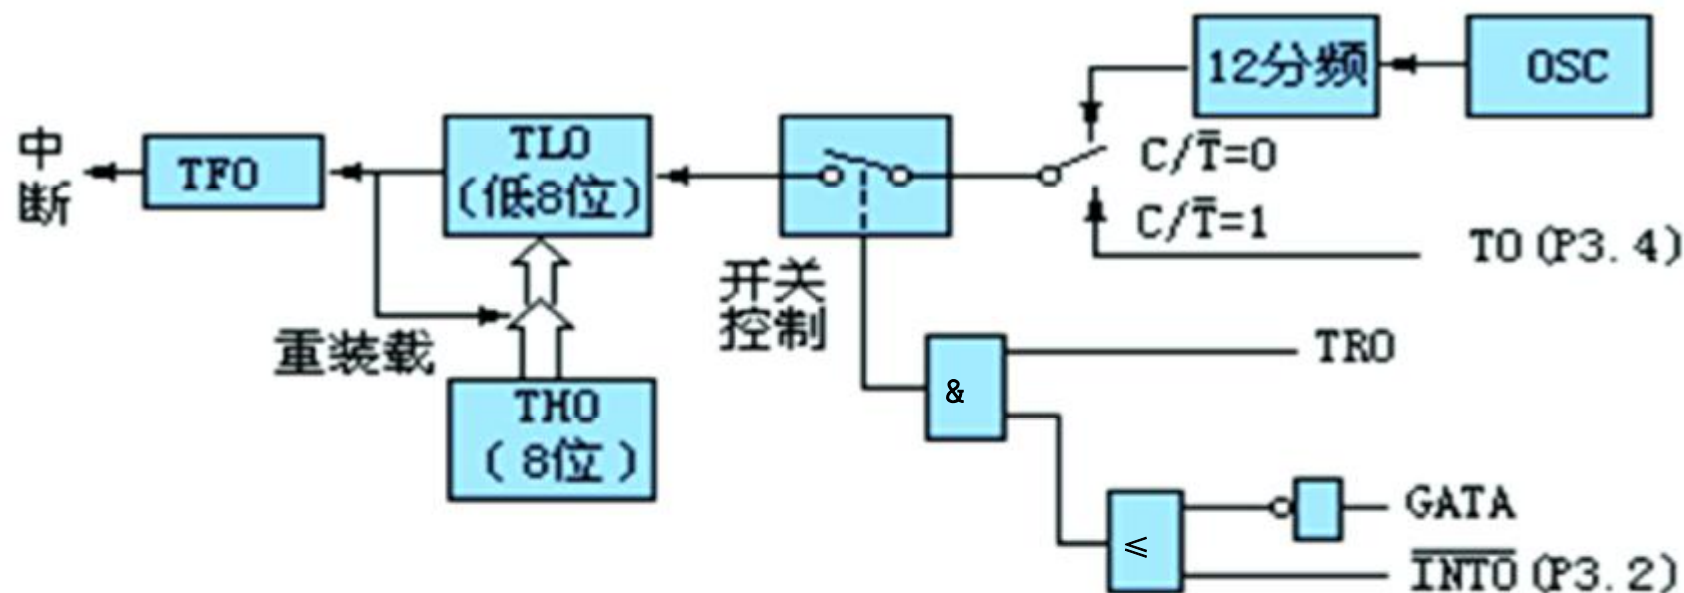 12分频
OSC
中断
TF0
TL0
(低8位)
C/T̅=0
C/T̅=1
T0(P3.4)
开关
控制
重装载
TH0
(8位)
TR0
&
GATA
≤
I̅N̅T̅0̅(P3.2)